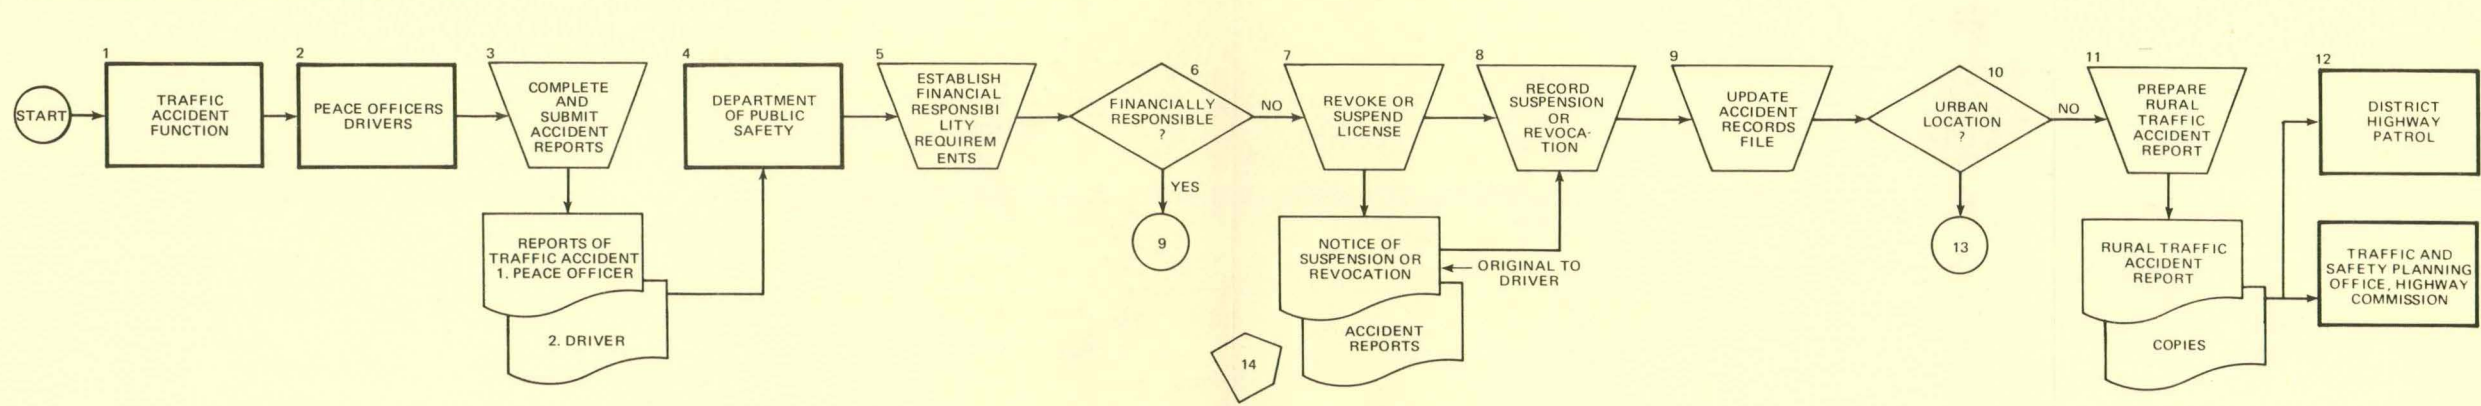 START
1
TRAFFIC
ACCIDENT
FUNCTION
2
PEACE OFFICERS
DRIVERS
3
COMPLETE
AND
SUBMIT
ACCIDENT
REPORTS
REPORTS OF
TRAFFIC ACCIDENT
1. PEACE OFFICER
2. DRIVER
4
DEPARTMENT
OF PUBLIC
SAFETY
5
ESTABLISH
FINANCIAL
RESPONSIBI
LITY
REQUIREM
ENTS
6
FINANCIALLY
RESPONSIBLE
?
NO
YES
9
7
REVOKE OR
SUSPEND
LICENSE
NOTICE OF
SUSPENSION OR
REVOCATION
ORIGINAL TO
DRIVER
ACCIDENT
REPORTS
14
8
RECORD
SUSPENSION
OR
REVOCA-
TION
9
UPDATE
ACCIDENT
RECORDS
FILE
10
URBAN
LOCATION
?
NO
13
11
PREPARE
RURAL
TRAFFIC
ACCIDENT
REPORT
RURAL TRAFFIC
ACCIDENT
REPORT
COPIES
12
DISTRICT
HIGHWAY
PATROL
TRAFFIC AND
SAFETY PLANNING
OFFICE, HIGHWAY
COMMISSION